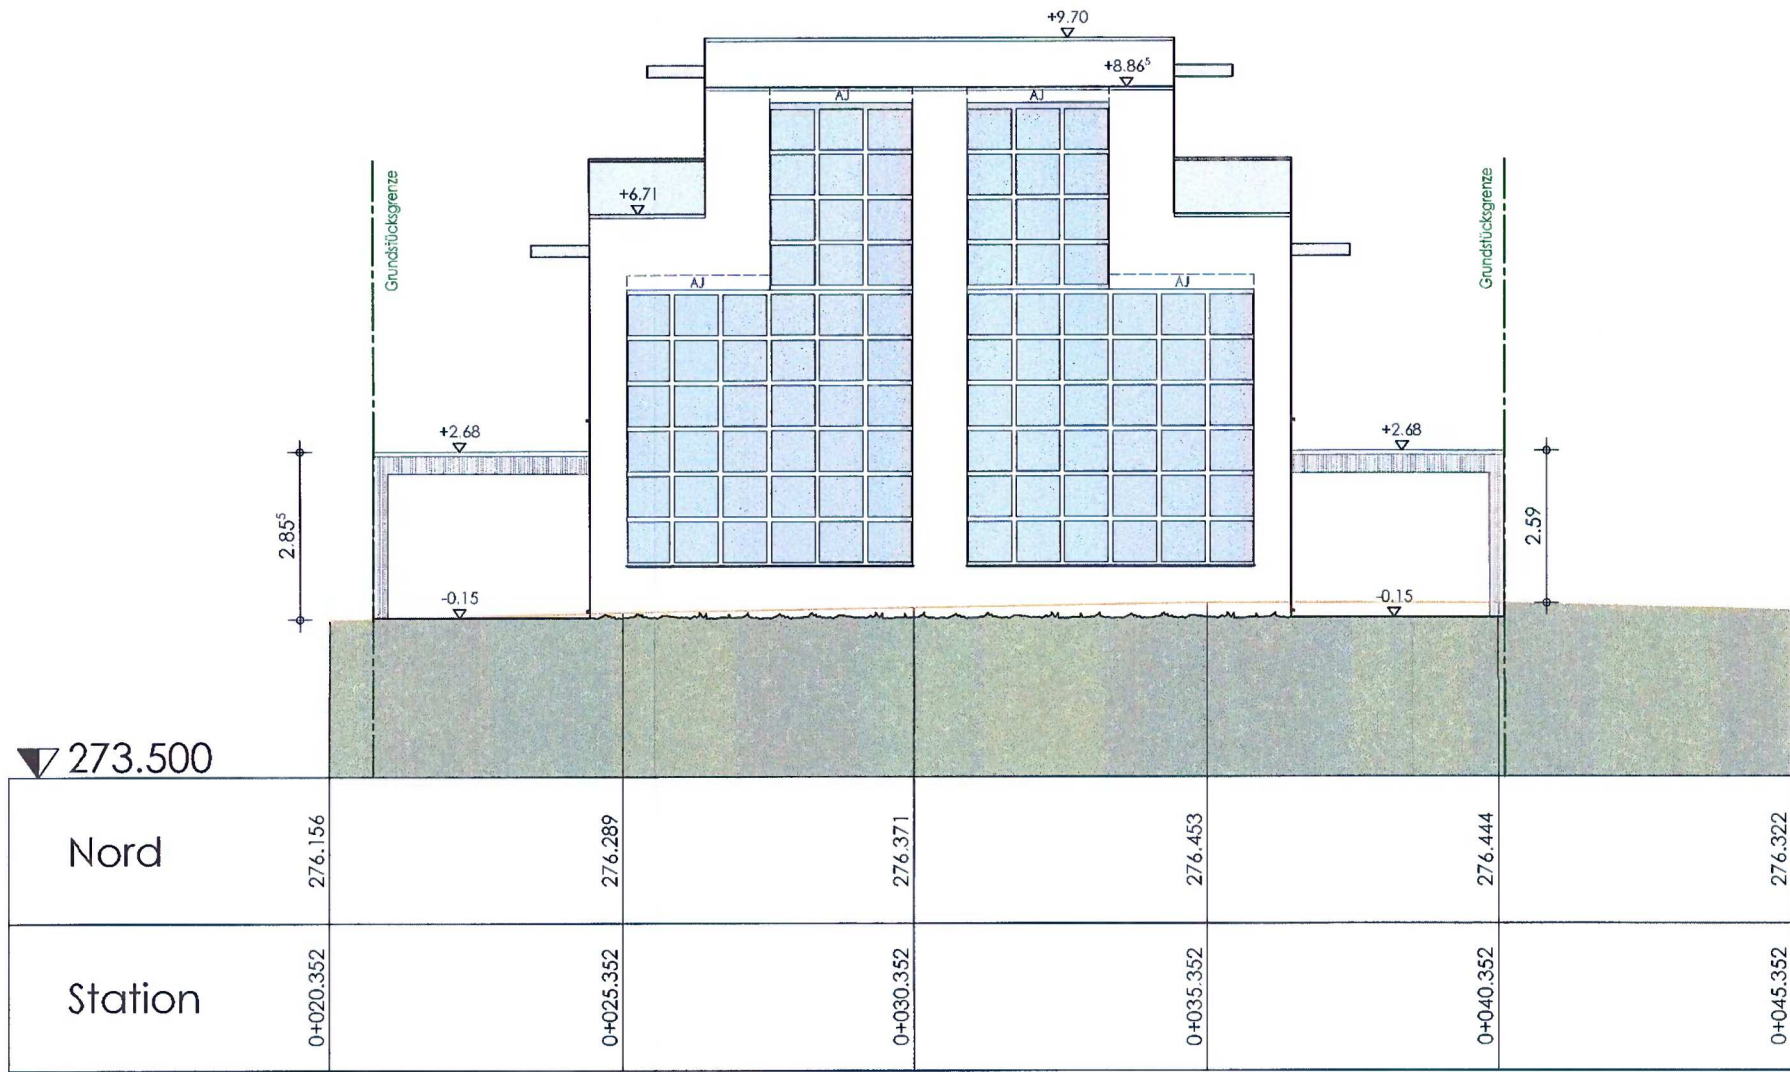 +9.70
+8.86⁵
AJ
AJ
Grundstücksgrenze
+6.71
Grundstücksgrenze
AJ
AJ
+2.68
+2.68
2.85⁵
2.59
-0.15
-0.15
273.500
Nord
276.156
276.289
276.371
276.453
276.444
276.322
Station
0+020.352
0+025.352
0+030.352
0+035.352
0+040.352
0+045.352